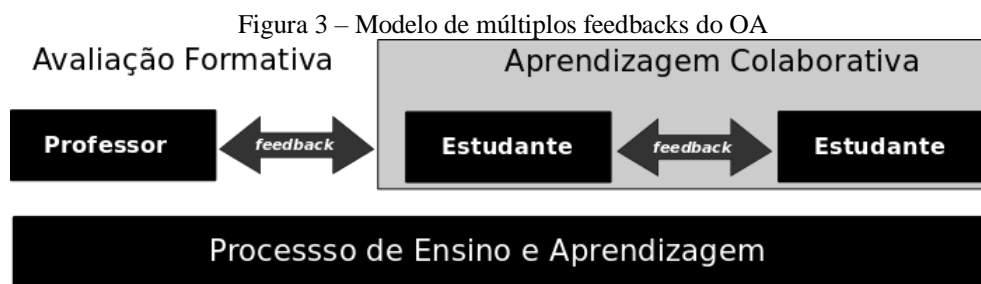 Figura 3 – Modelo de múltiplos feedbacks do OA
Avaliação Formativa
Aprendizagem Colaborativa
Professor
feedback
Estudante
feedback
Estudante
Processso de Ensino e Aprendizagem